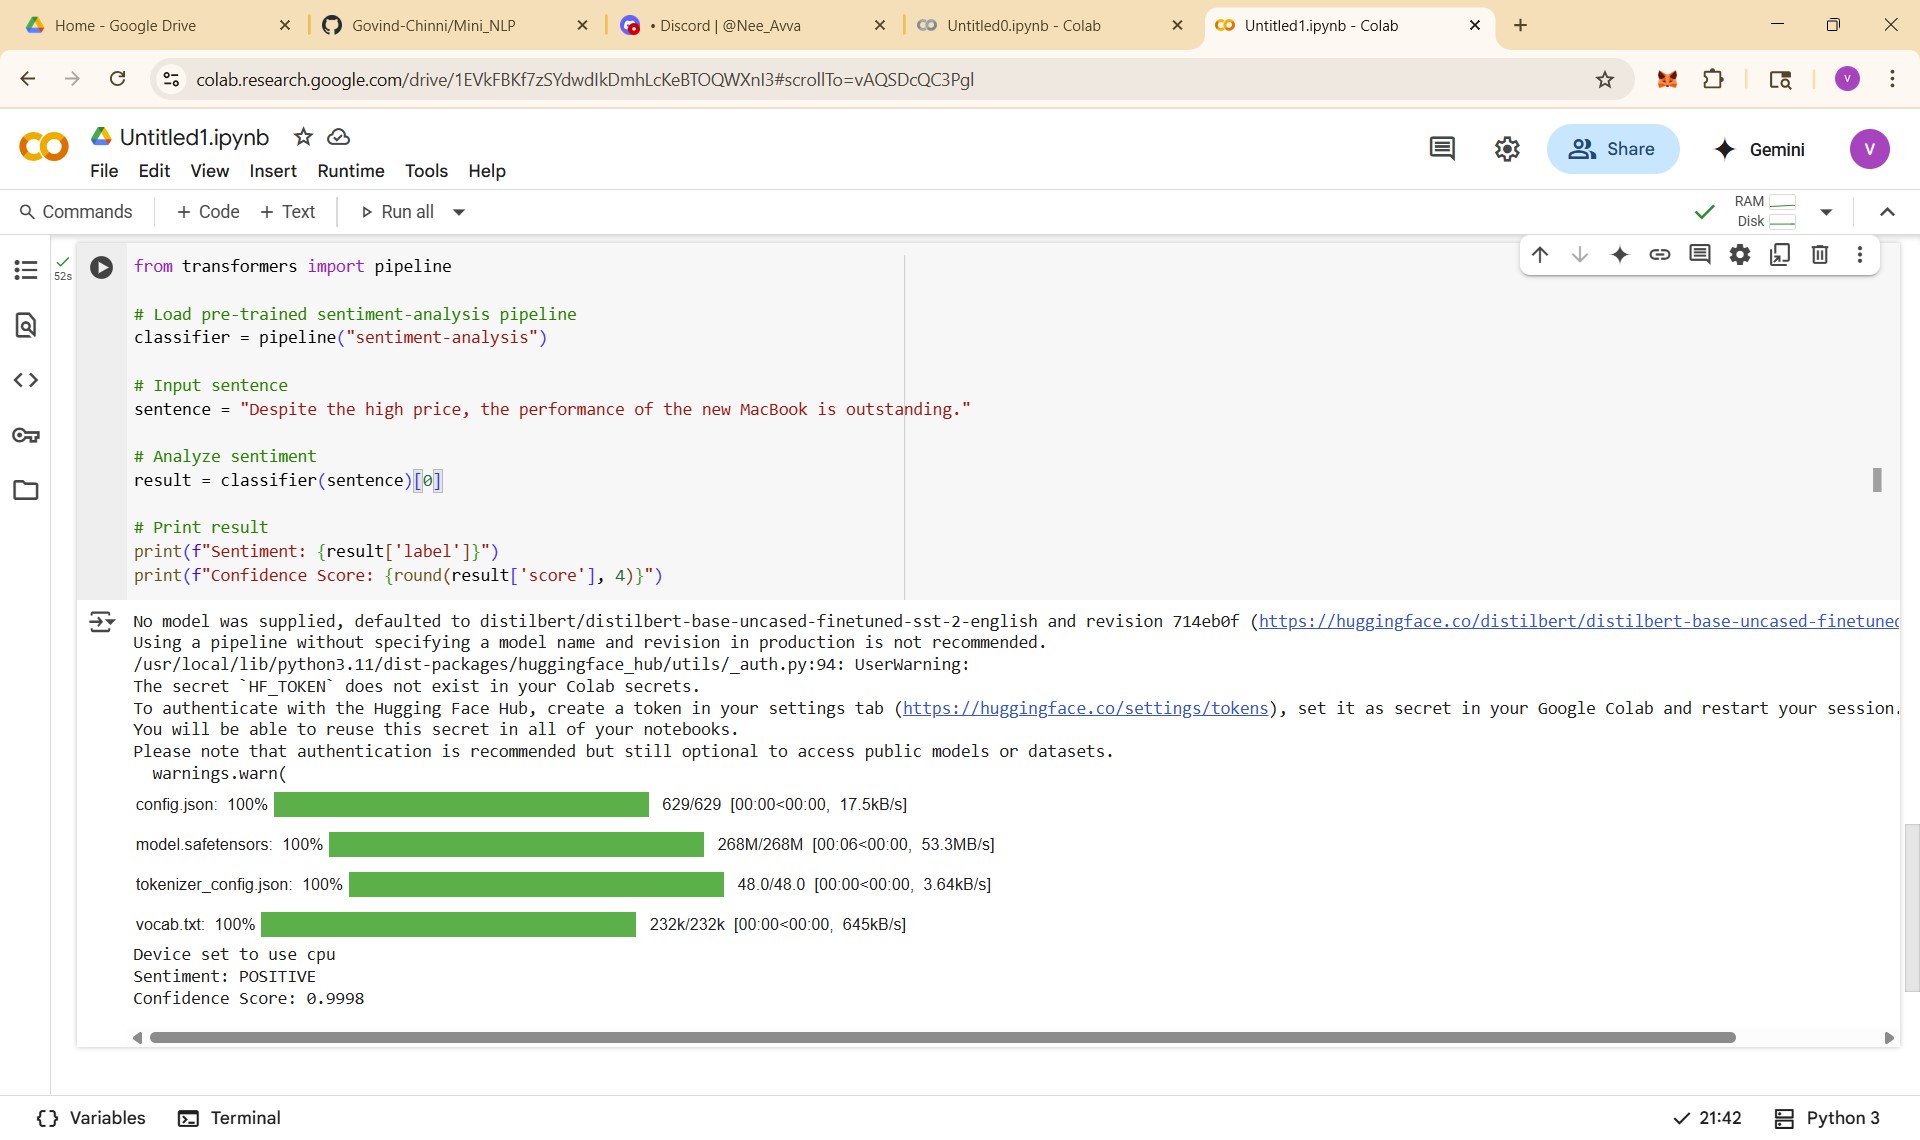 Home - Google Drive
Govind-Chinni/Mini_NLP
• Discord | @Nee_Avva
Untitled0.ipynb - Colab
Untitled1.ipynb - Colab
colab.research.google.com/drive/1EVkFBKf7zSYdwdIkDmhLcKeBTOQWXnI3#scrollTo=vAQSDcQC3Pgl
V
CO
Untitled1.ipynb
Share
Gemini
V
File Edit View Insert Runtime Tools Help
Commands + Code + Text Run all
RAM
Disk
52s
from transformers import pipeline
# Load pre-trained sentiment-analysis pipeline
classifier = pipeline("sentiment-analysis")
# Input sentence
sentence = "Despite the high price, the performance of the new MacBook is outstanding."
# Analyze sentiment
result = classifier(sentence)[0]
# Print result
print(f"Sentiment: {result['label']}")
print(f"Confidence Score: {round(result['score'], 4)}")
No model was supplied, defaulted to distilbert/distilbert-base-uncased-finetuned-sst-2-english and revision 714eb0f (https://huggingface.co/distilbert/distilbert-base-uncased-finetuned
Using a pipeline without specifying a model name and revision in production is not recommended.
/usr/local/lib/python3.11/dist-packages/huggingface_hub/utils/_auth.py:94: UserWarning:
The secret `HF_TOKEN` does not exist in your Colab secrets.
To authenticate with the Hugging Face Hub, create a token in your settings tab (https://huggingface.co/settings/tokens), set it as secret in your Google Colab and restart your session.
You will be able to reuse this secret in all of your notebooks.
Please note that authentication is recommended but still optional to access public models or datasets.
warnings.warn(
config.json: 100% 629/629 [00:00<00:00, 17.5kB/s]
model.safetensors: 100% 268M/268M [00:06<00:00, 53.3MB/s]
tokenizer_config.json: 100% 48.0/48.0 [00:00<00:00, 3.64kB/s]
vocab.txt: 100% 232k/232k [00:00<00:00, 645kB/s]
Device set to use cpu
Sentiment: POSITIVE
Confidence Score: 0.9998
{} Variables Terminal
21:42 Python 3